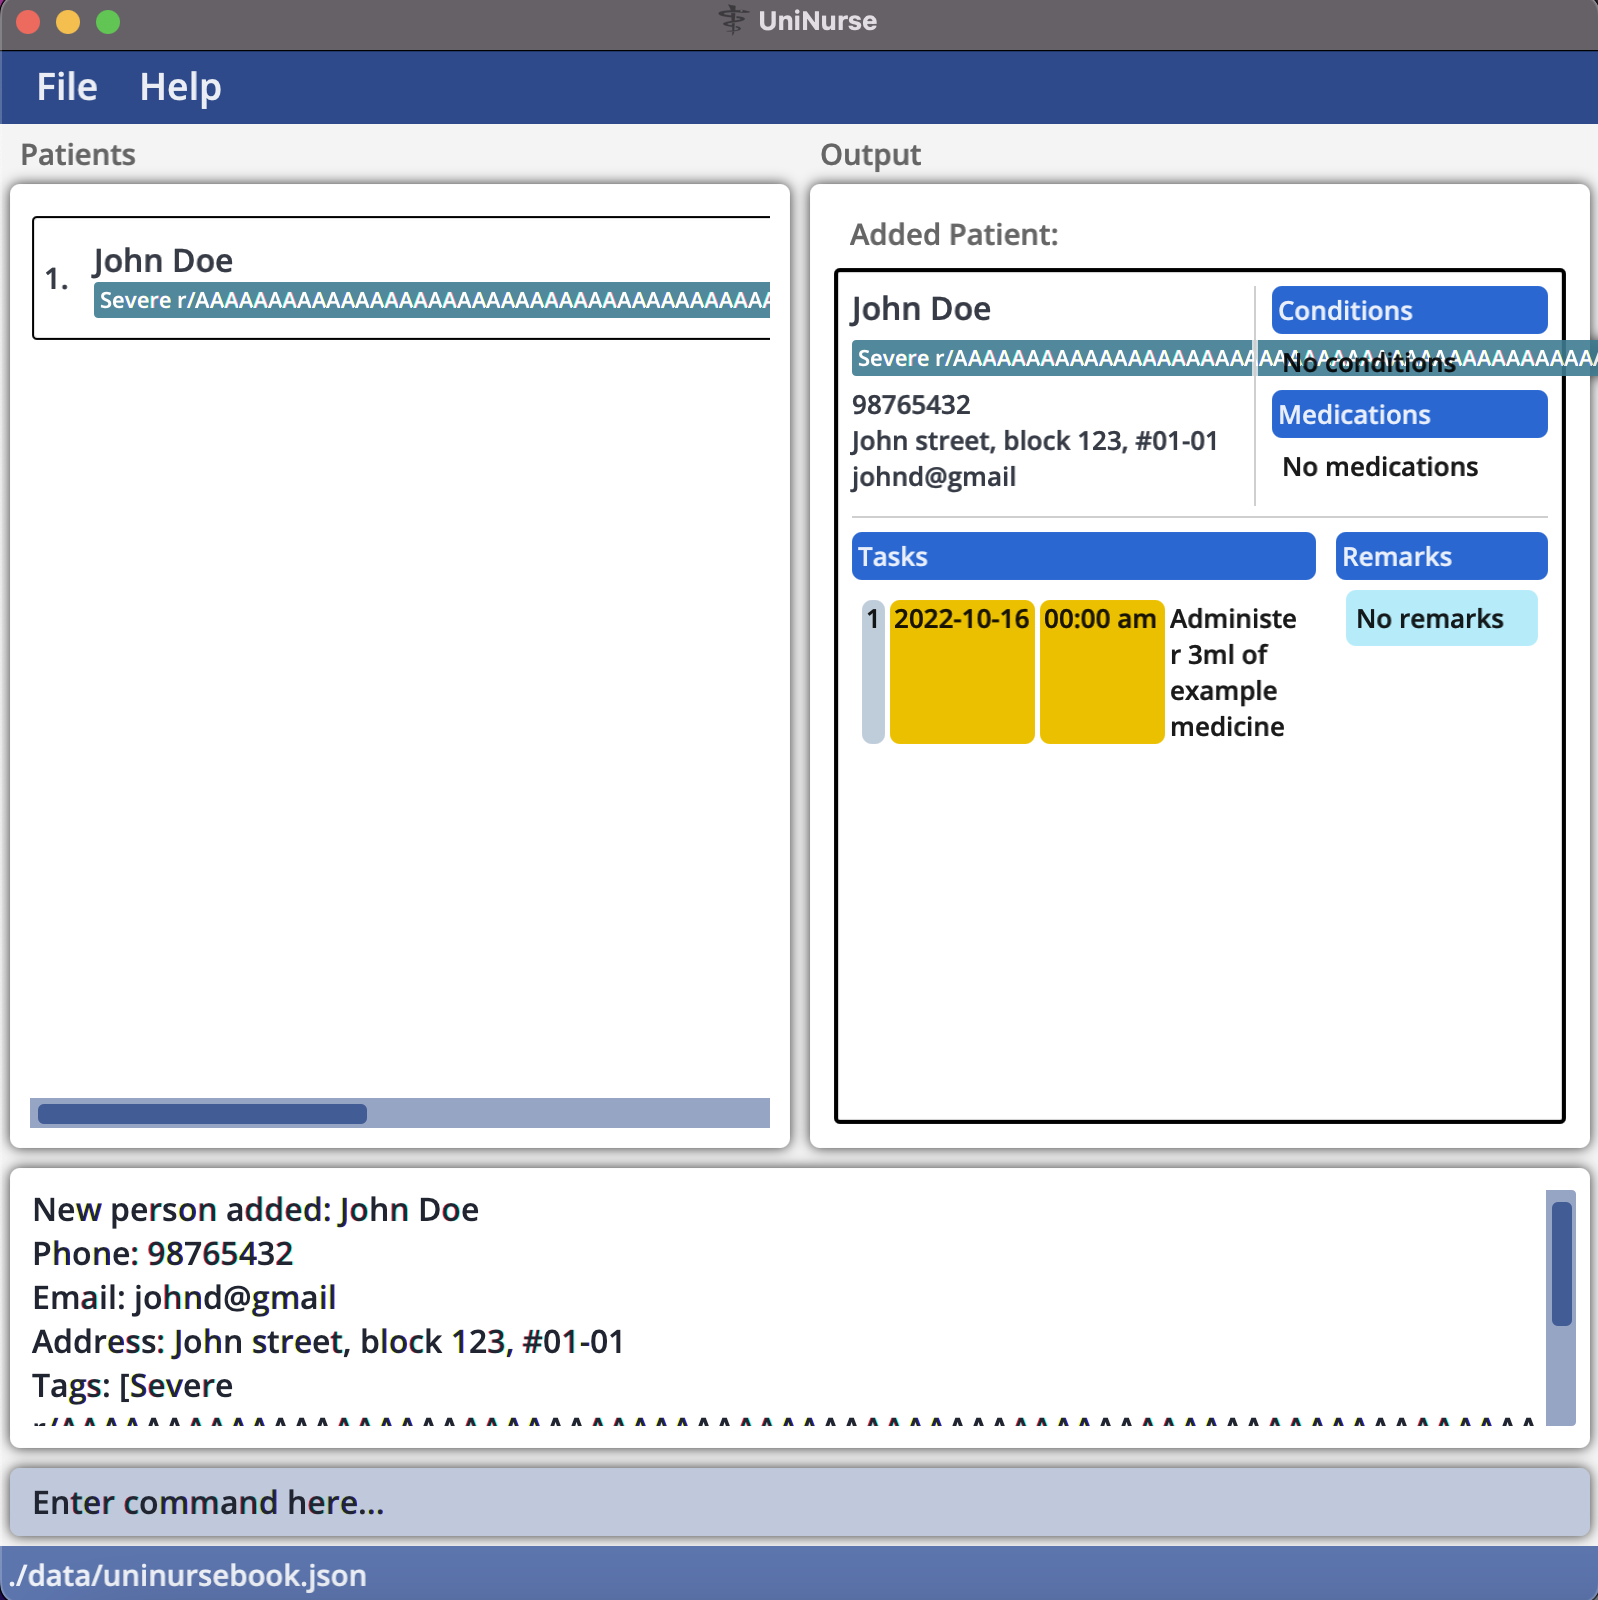 UniNurse
File Help
Patients
1.
John Doe
Severe r/AAAAAAAAAAAAAAAAAAAAAAAAAAAAAAAAAAAAAAAA
Output
Added Patient:
John Doe
Severe r/AAAAAAAAAAAAAAAAAAAAAAAAAAAAAAAAAAAAAAAAAAAAA
98765432
John street, block 123, #01-01
johnd@gmail
Conditions
No conditions
Medications
No medications
Tasks
1 2022-10-16 00:00 am Administe
r 3ml of
example
medicine
Remarks
No remarks
New person added: John Doe
Phone: 98765432
Email: johnd@gmail
Address: John street, block 123, #01-01
Tags: [Severe
Enter command here...
./data/uninursebook.json